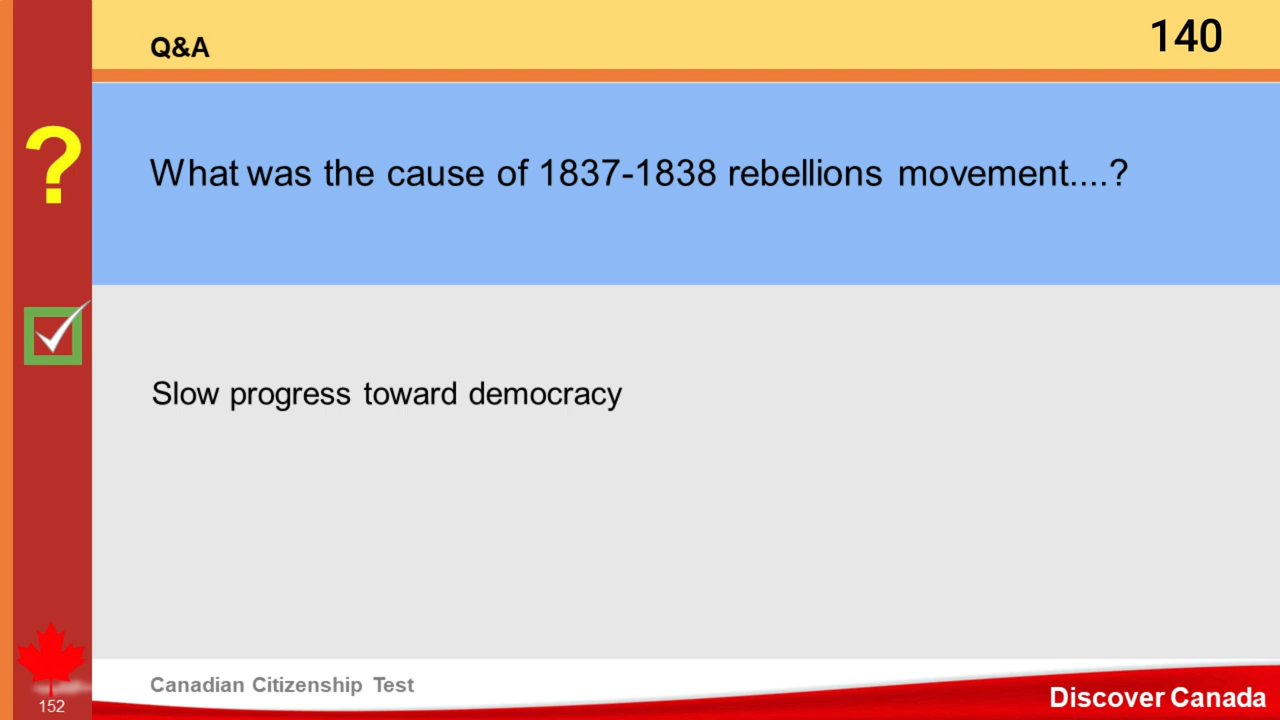 Q&A
140
?
What was the cause of 1837-1838 rebellions movement....?
Slow progress toward democracy
Canadian Citizenship Test
152
Discover Canada